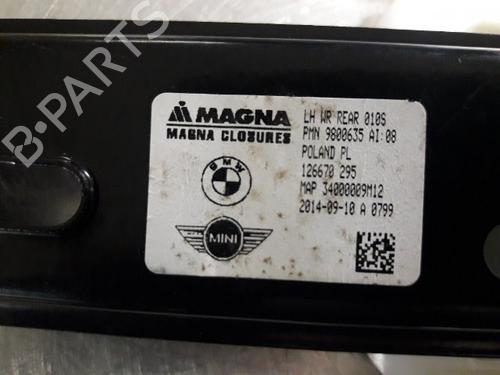 B-PARTS
MAGNA
MAGNA CLOSURES
LH WR REAR 010S
PMN 9800635 AI:08
POLAND PL
126670 295
MAP 34000009M12
2014-09-10 A 0799
BMW
MINI